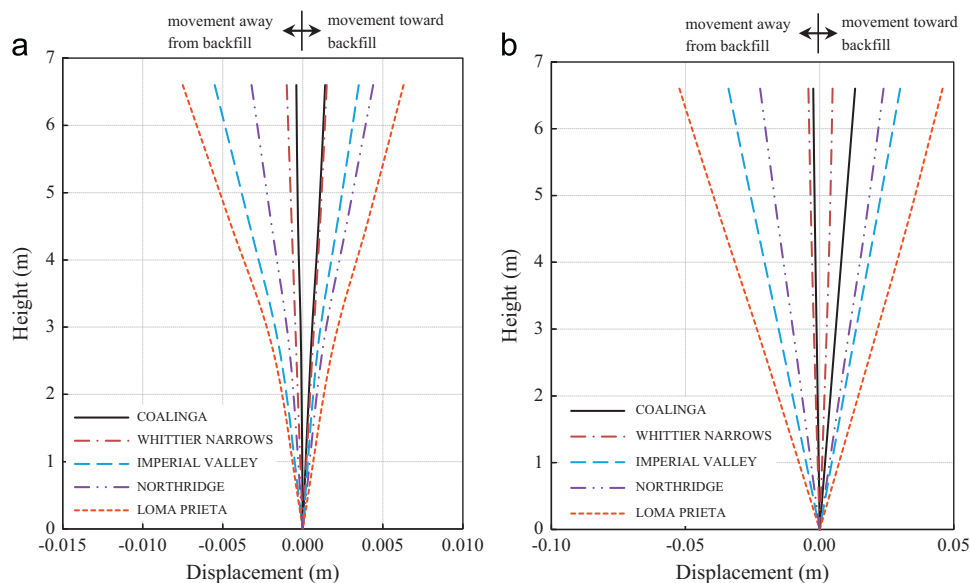 a
movement away from backfill
movement toward backfill
7
6
5
4
3
2
1
0
Height (m)
COALINGA
WHITTIER NARROWS
IMPERIAL VALLEY
NORTHRIDGE
LOMA PRIETA
-0.015 -0.010 -0.005 0.000 0.005 0.010
Displacement (m)
b
movement away from backfill
movement toward backfill
7
6
5
4
3
2
1
0
Height (m)
COALINGA
WHITTIER NARROWS
IMPERIAL VALLEY
NORTHRIDGE
LOMA PRIETA
-0.10 -0.05 0.00 0.05
Displacement (m)